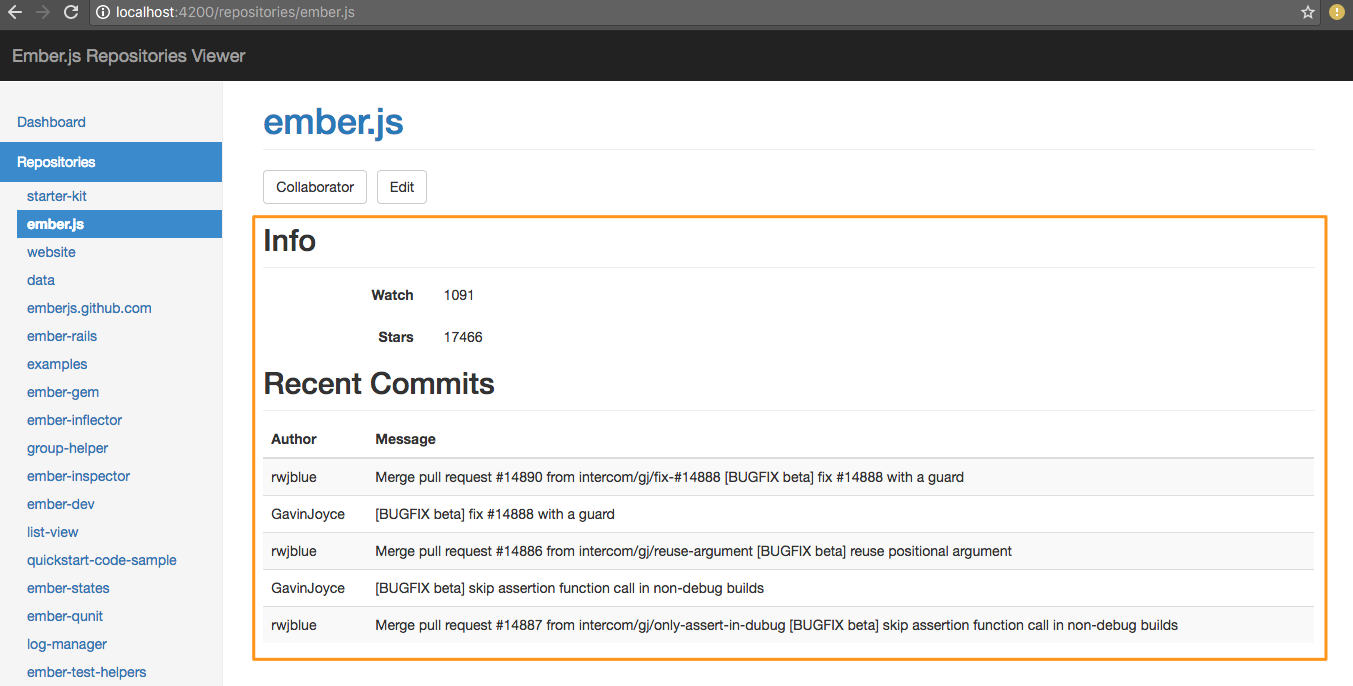 localhost:4200/repositories/ember.js
Ember.js Repositories Viewer
Dashboard
Repositories
starter-kit
ember.js
website
data
emberjs.github.com
ember-rails
examples
ember-gem
ember-inflector
group-helper
ember-inspector
ember-dev
list-view
quickstart-code-sample
ember-states
ember-qunit
log-manager
ember-test-helpers
ember.js
Collaborator Edit
Info
Watch 1091
Stars 17466
Recent Commits
Author Message
rwjblue Merge pull request #14890 from intercom/gj/fix-#14888 [BUGFIX beta] fix #14888 with a guard
GavinJoyce [BUGFIX beta] fix #14888 with a guard
rwjblue Merge pull request #14886 from intercom/gj/reuse-argument [BUGFIX beta] reuse positional argument
GavinJoyce [BUGFIX beta] skip assertion function call in non-debug builds
rwjblue Merge pull request #14887 from intercom/gj/only-assert-in-dubug [BUGFIX beta] skip assertion function call in non-debug builds